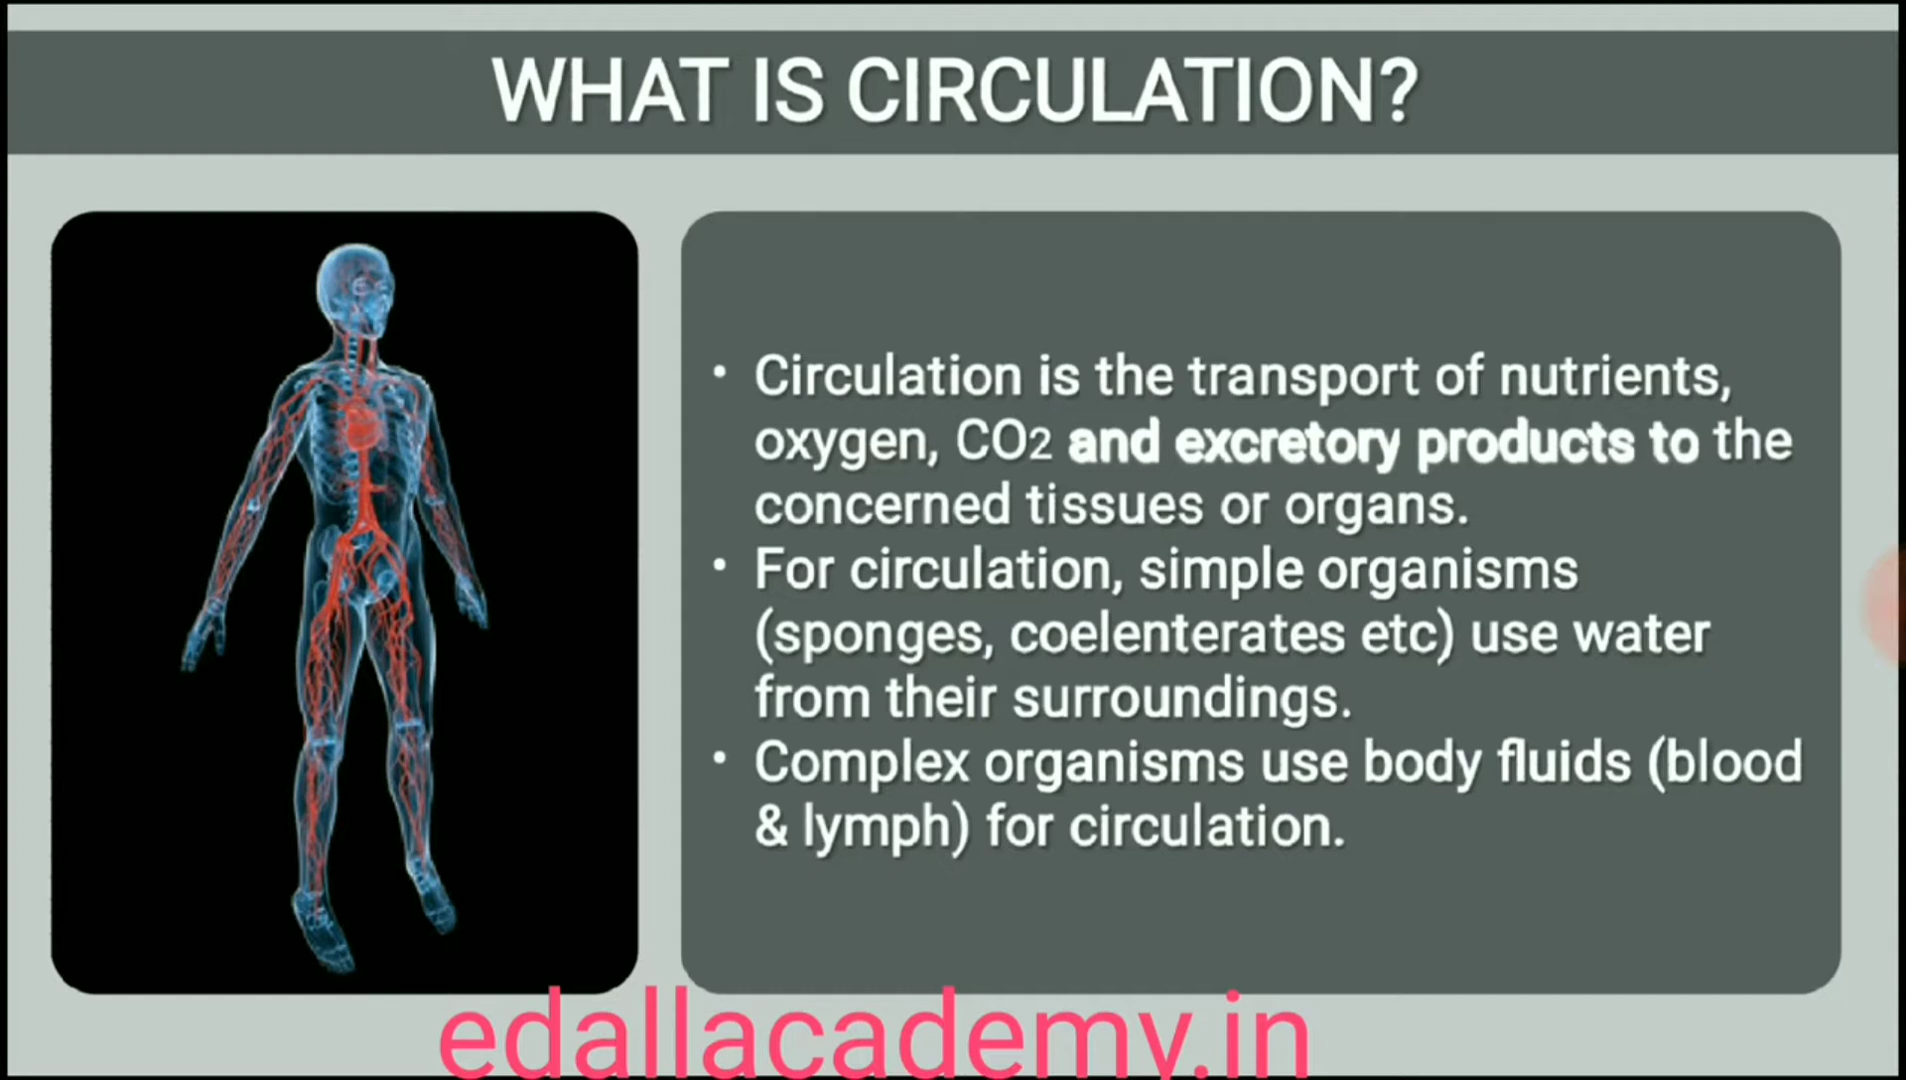 WHAT IS CIRCULATION?
• Circulation is the transport of nutrients,
oxygen, CO2 and excretory products to the
concerned tissues or organs.
• For circulation, simple organisms
(sponges, coelenterates etc) use water
from their surroundings.
• Complex organisms use body fluids (blood
& lymph) for circulation.
edallacademy.in